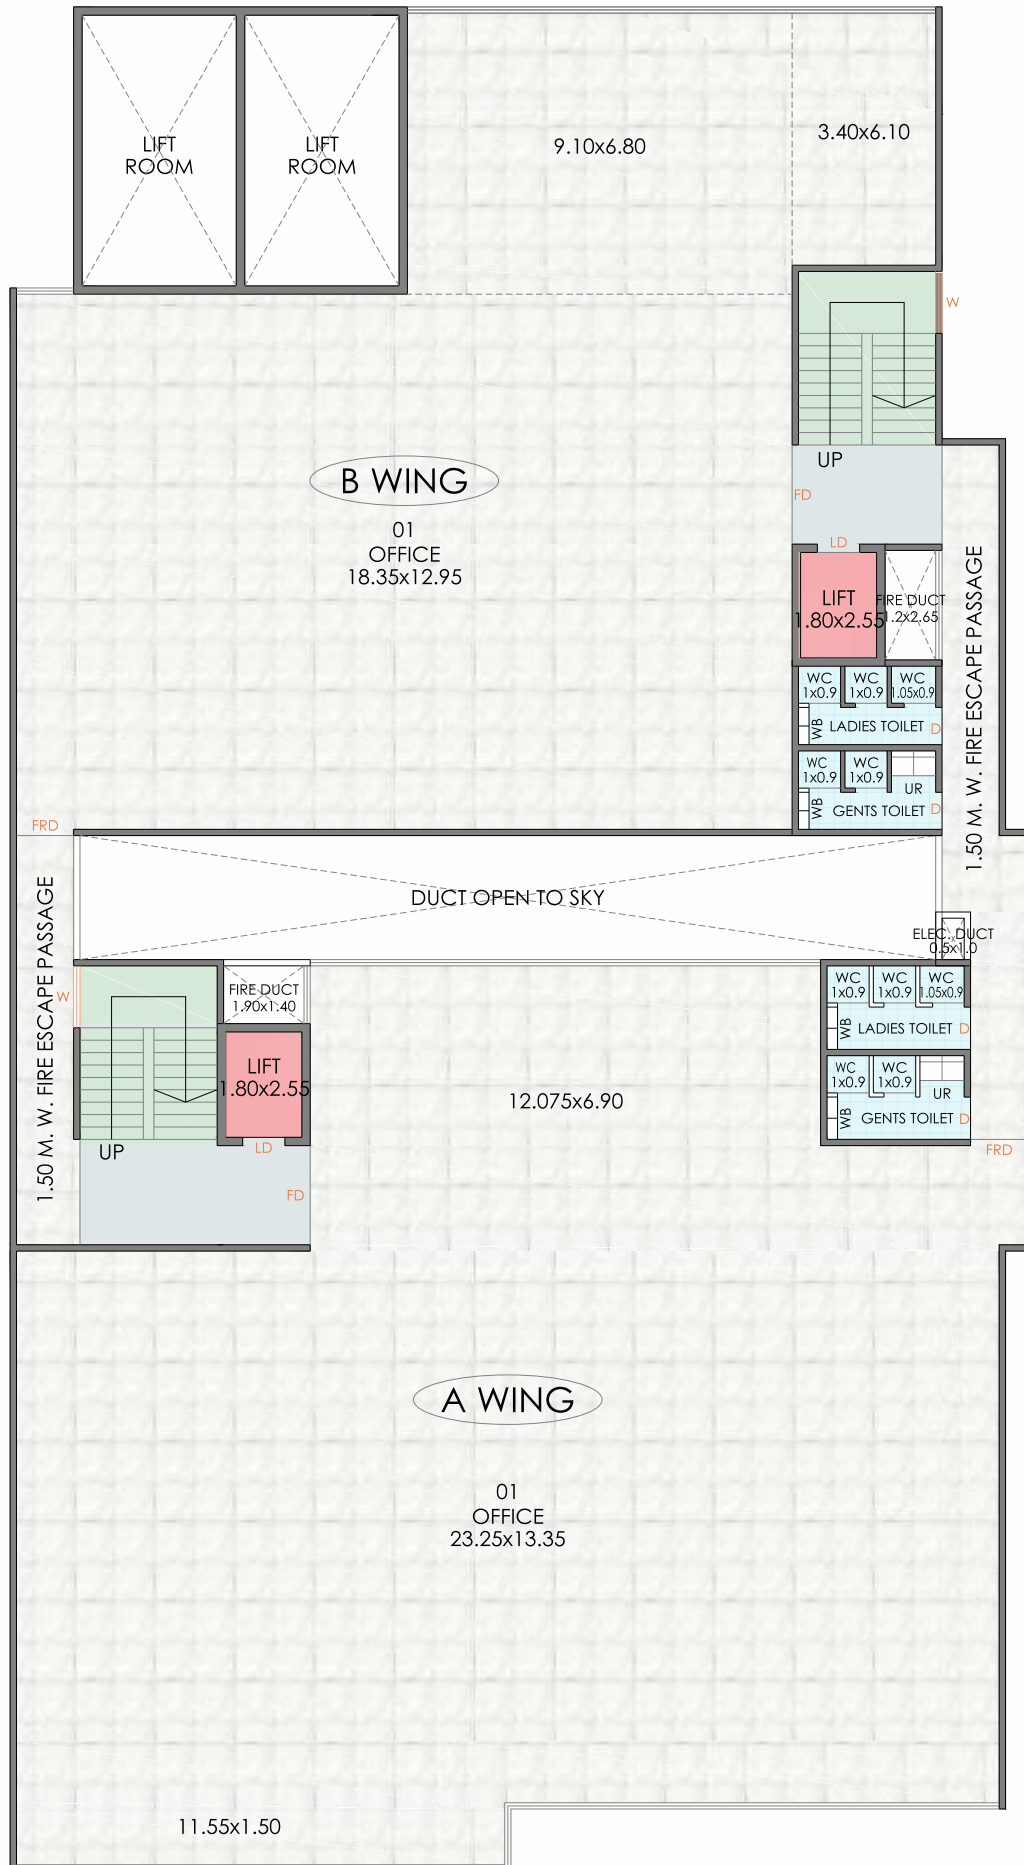 LIFT
ROOM
LIFT
ROOM
9.10x6.80
3.40x6.10
W
UP
B WING
01
OFFICE
18.35x12.95
FD
LD
LIFT
1.80x2.55
FIRE DUCT
1.2x2.65
1.50 M. W. FIRE ESCAPE PASSAGE
WC
1x0.9
WC
1x0.9
WC
1.05x0.9
WB
LADIES TOILET
D
WC
1x0.9
WC
1x0.9
UR
WB
GENTS TOILET
D
FRD
DUCT OPEN TO SKY
ELEC. DUCT
0.5x1.0
1.50 M. W. FIRE ESCAPE PASSAGE
W
FIRE DUCT
1.90x1.40
LIFT
1.80x2.55
UP
LD
FD
12.075x6.90
WC
1x0.9
WC
1x0.9
WC
1.05x0.9
WB
LADIES TOILET
D
WC
1x0.9
WC
1x0.9
UR
WB
GENTS TOILET
D
FRD
A WING
01
OFFICE
23.25x13.35
11.55x1.50